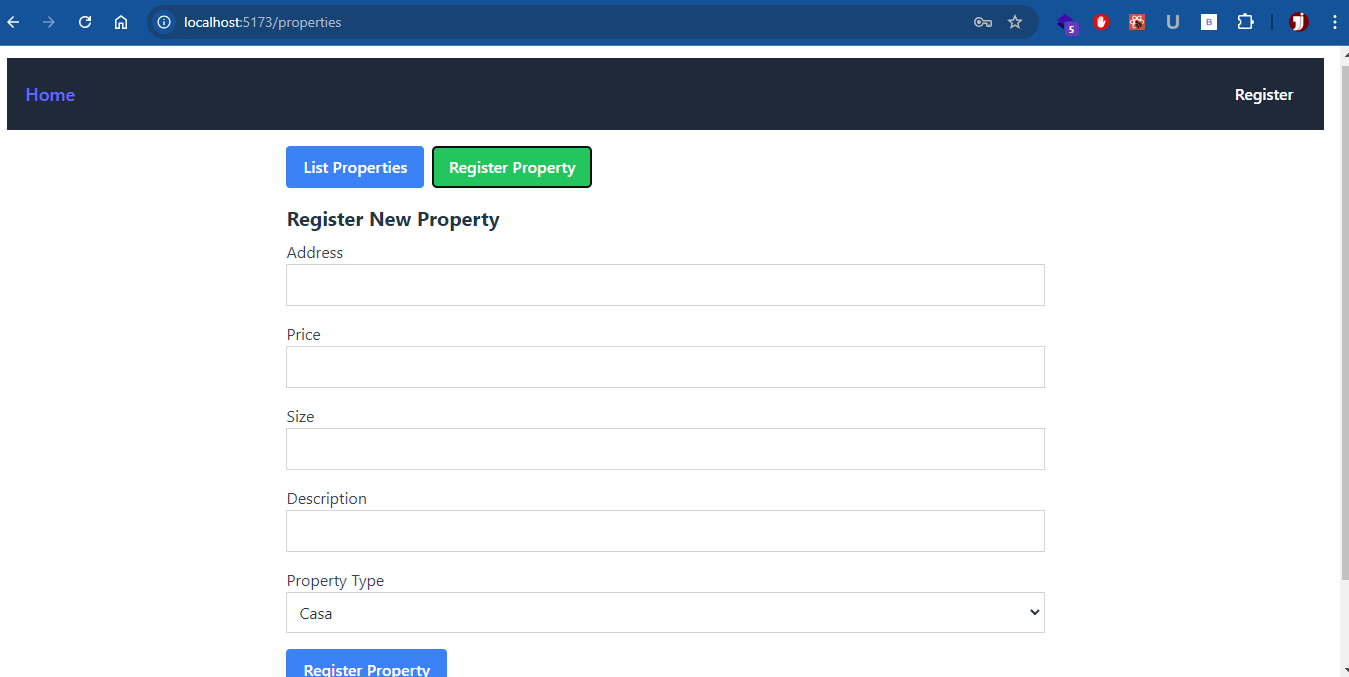 localhost:5173/properties
U
B
5
Home
Register
List Properties
Register Property
Register New Property
Address
Price
Size
Description
Property Type
Casa
Register Property